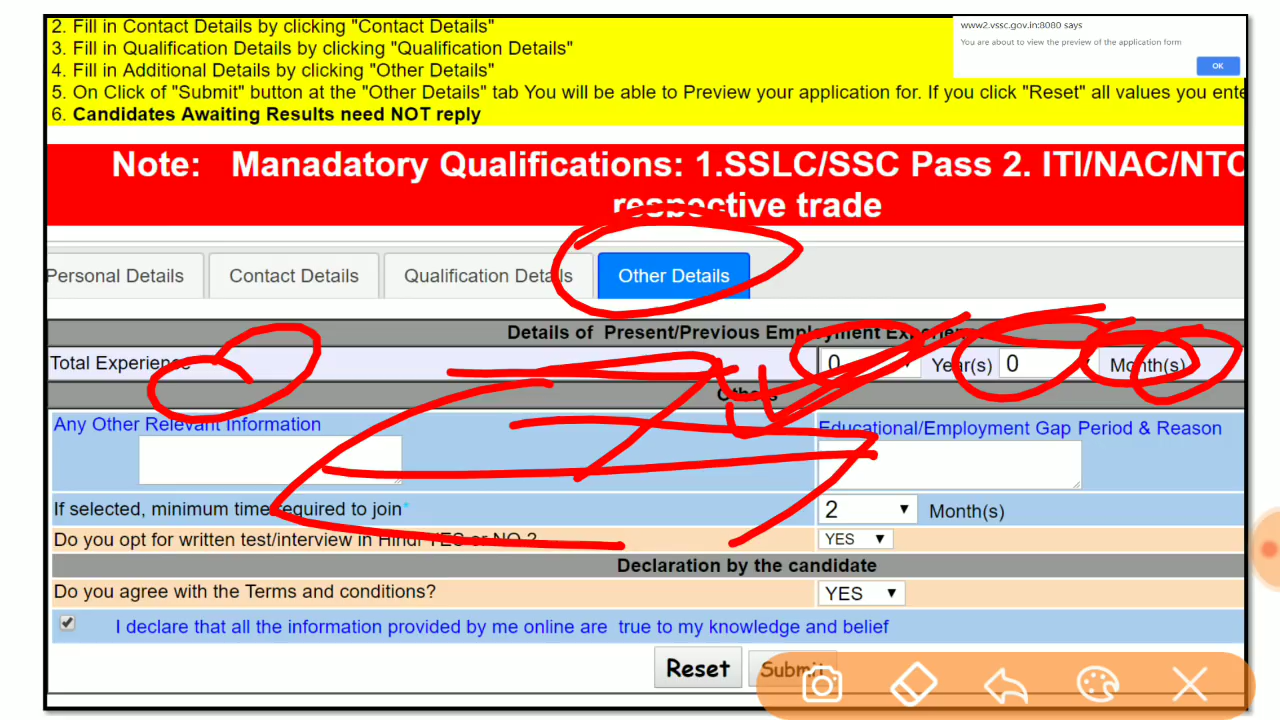 2. Fill in Contact Details by clicking "Contact Details"
3. Fill in Qualification Details by clicking "Qualification Details"
4. Fill in Additional Details by clicking "Other Details"
5. On Click of "Submit" button at the "Other Details" tab You will be able to Preview your application for. If you click "Reset" all values you ente
6. Candidates Awaiting Results need NOT reply
www2.vssc.gov.in:8080 says
You are about to view the preview of the application form
OK
Note: Manadatory Qualifications: 1.SSLC/SSC Pass 2. ITI/NAC/NTC
respective trade
Personal Details Contact Details Qualification Details Other Details
Details of Present/Previous Employment Experience
Total Experience 0 Year(s) 0 Month(s)
Others
Any Other Relevant Information Educational/Employment Gap Period & Reason
If selected, minimum time required to join* 2 Month(s)
Do you opt for written test/interview in Hindi YES or NO ? YES
Declaration by the candidate
Do you agree with the Terms and conditions? YES
I declare that all the information provided by me online are true to my knowledge and belief
Reset Submit